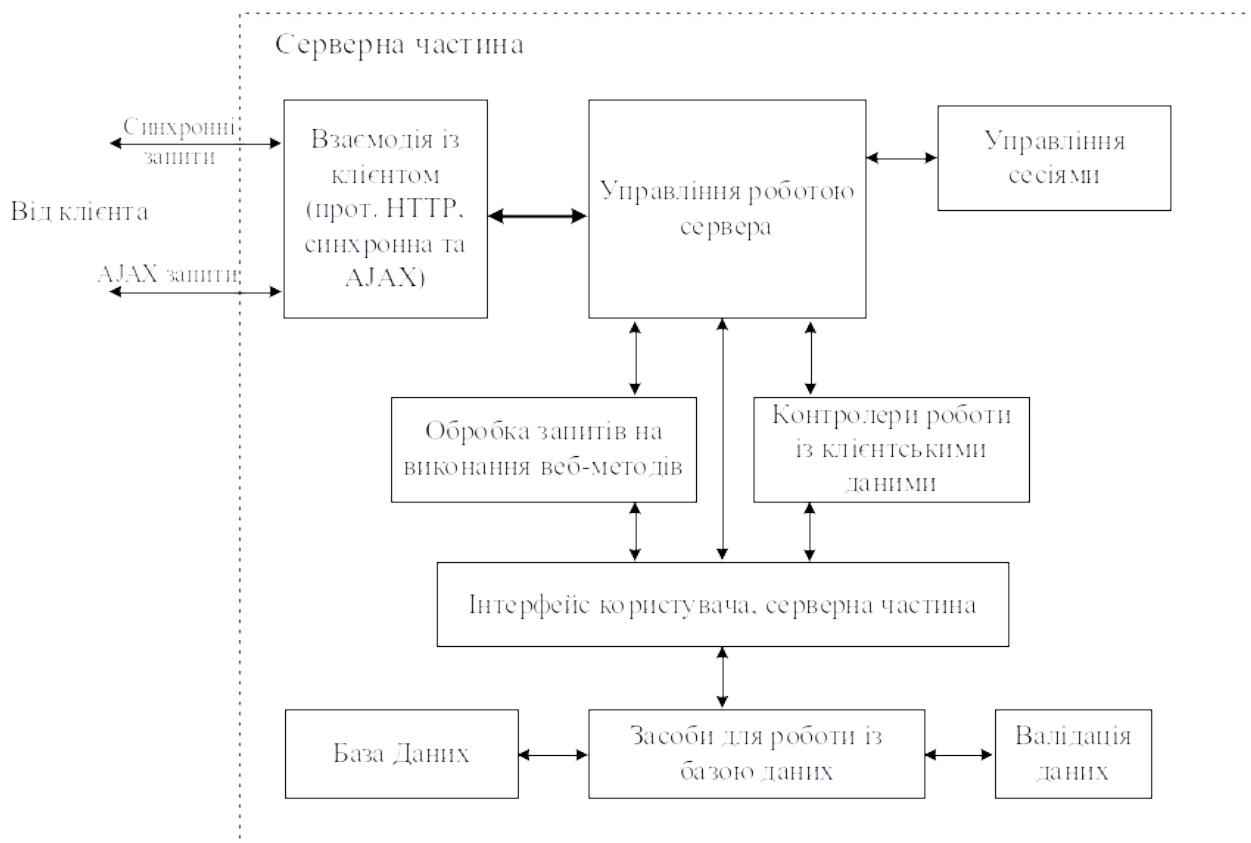 Серверна частина
Синхронні
запити
Від клієнта
AJAX запити
Взаємодія із
клієнтом
(прот. HTTP,
синхронна та
AJAX)
Управління роботою
сервера
Управління
сесіями
Обробка запитів на
виконання веб-методів
Контролери роботи
із клієнтськими
даними
Інтерфейс користувача, серверна частина
База Даних
Засоби для роботи із
базою даних
Валідація
даних